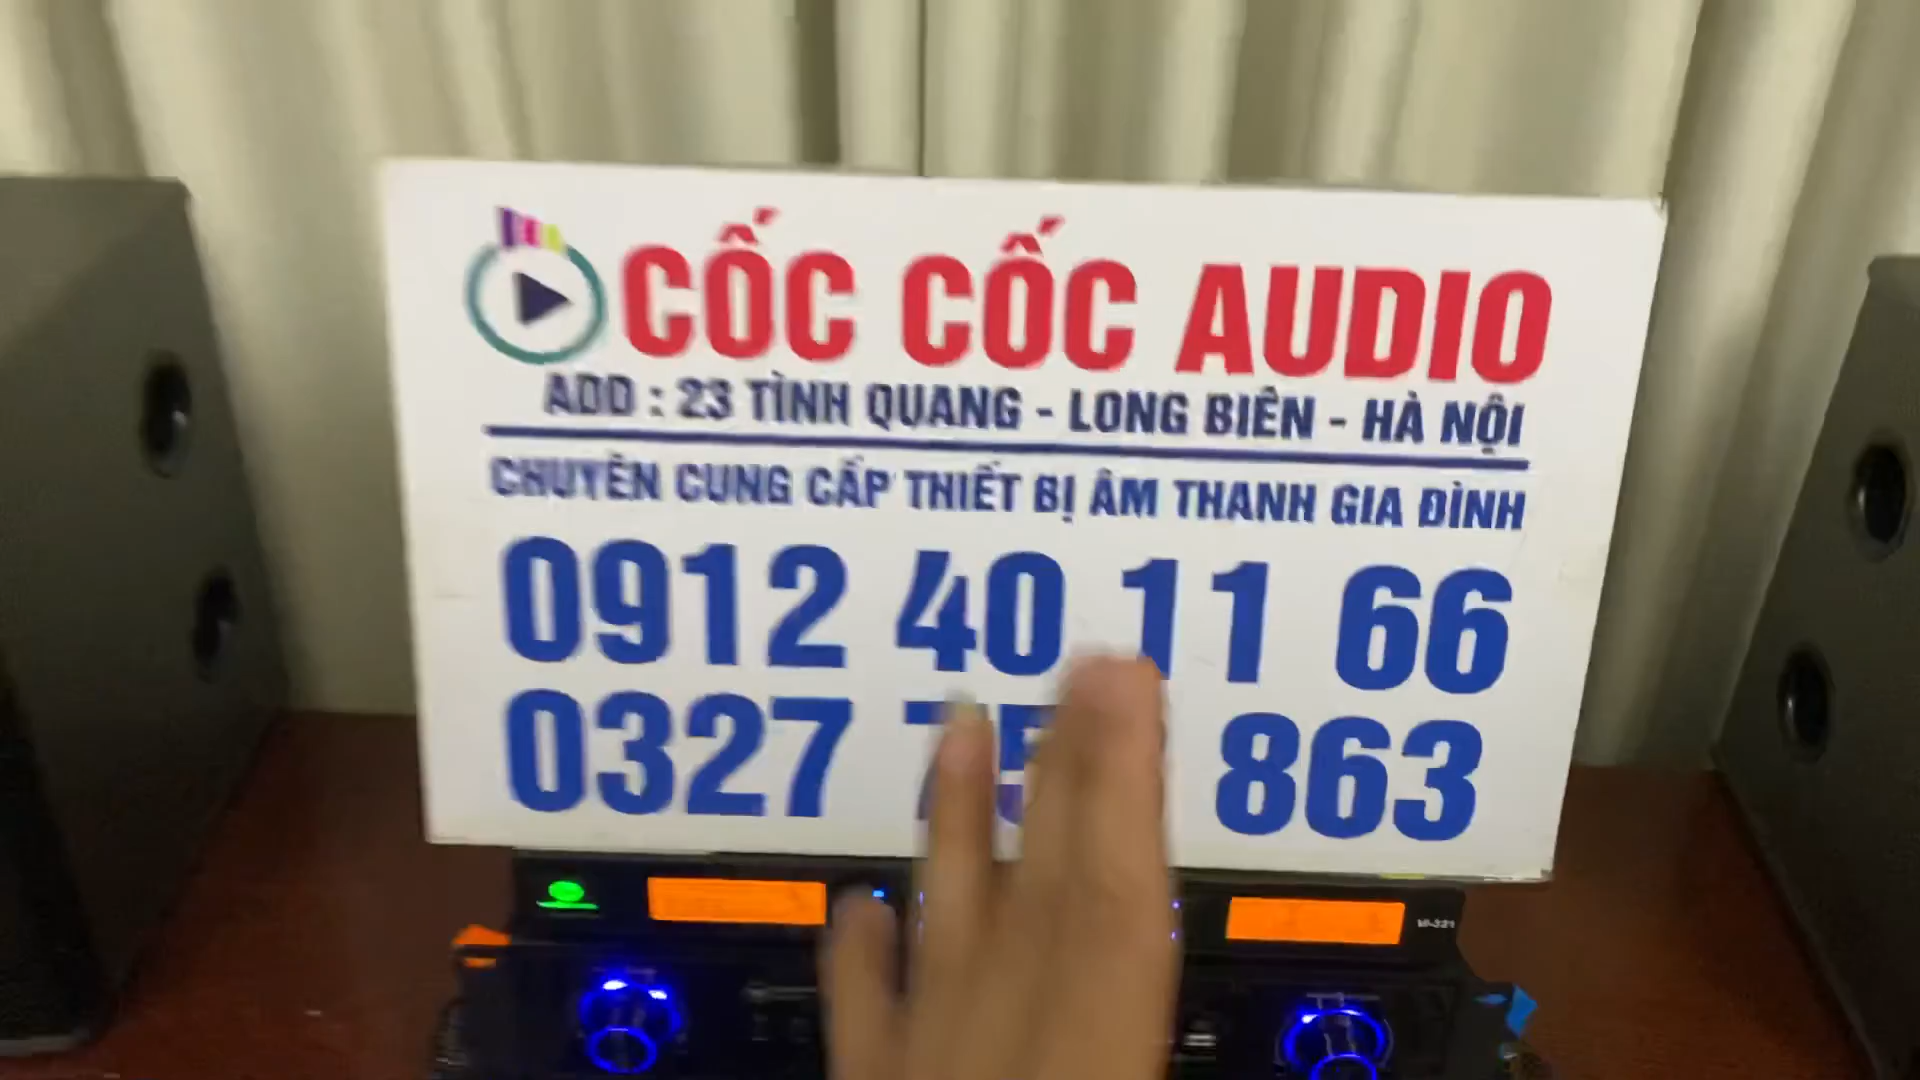 CỐC CỐC AUDIO
ADD : 23 TÌNH QUANG - LONG BIÊN - HÀ NỘI
CHUYÊN CUNG CẤP THIẾT BỊ ÂM THANH GIA ĐÌNH
0912 40 11 66
0327 75 863